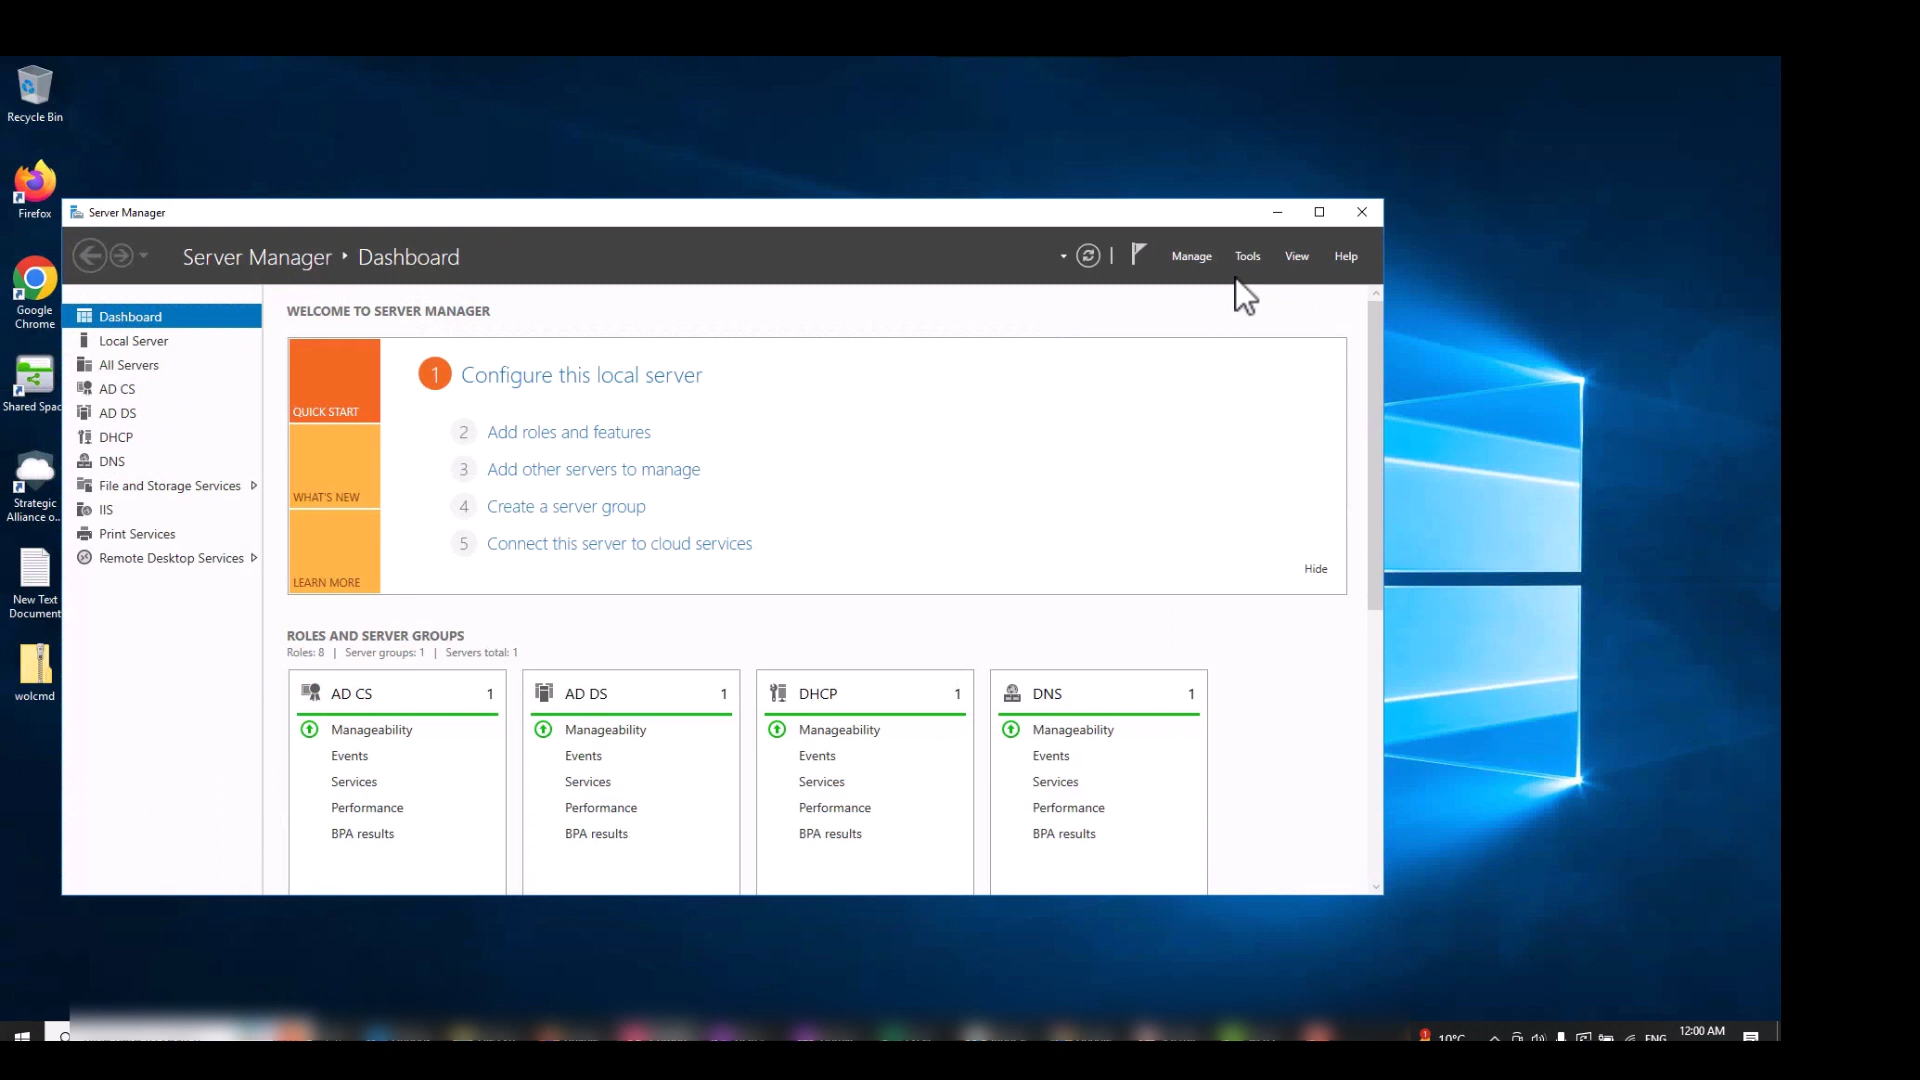 Recycle Bin
Firefox
Google
Chrome
Shared Spac
Strategic
Alliance o..
New Text
Document
wolcmd
Server Manager
Server Manager • Dashboard
Manage
Tools
View
Help
Dashboard
Local Server
All Servers
AD CS
AD DS
DHCP
DNS
File and Storage Services
IIS
Print Services
Remote Desktop Services
WELCOME TO SERVER MANAGER
QUICK START
WHAT'S NEW
LEARN MORE
1 Configure this local server
2 Add roles and features
3 Add other servers to manage
4 Create a server group
5 Connect this server to cloud services
Hide
ROLES AND SERVER GROUPS
Roles: 8 | Server groups: 1 | Servers total: 1
AD CS 1
Manageability
Events
Services
Performance
BPA results
AD DS 1
Manageability
Events
Services
Performance
BPA results
DHCP 1
Manageability
Events
Services
Performance
BPA results
DNS 1
Manageability
Events
Services
Performance
BPA results
1
10°C
ENG
12:00 AM